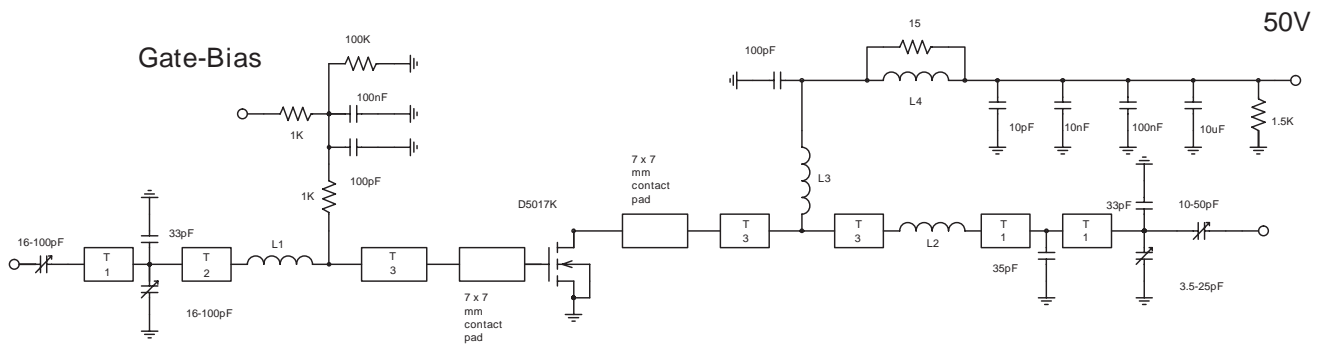 15
50V
100K
100pF
Gate-Bias
100nF
L4
1K
10pF
10nF
100nF
10uF
1.5K
7 x 7
mm
contact
pad
100pF
L3
1K
D5017K
33pF
10-50pF
16-100pF
33pF
L1
T
1
T
2
T
3
T
3
T
3
L2
T
1
T
1
35pF
3.5-25pF
16-100pF
7 x 7
mm
contact
pad